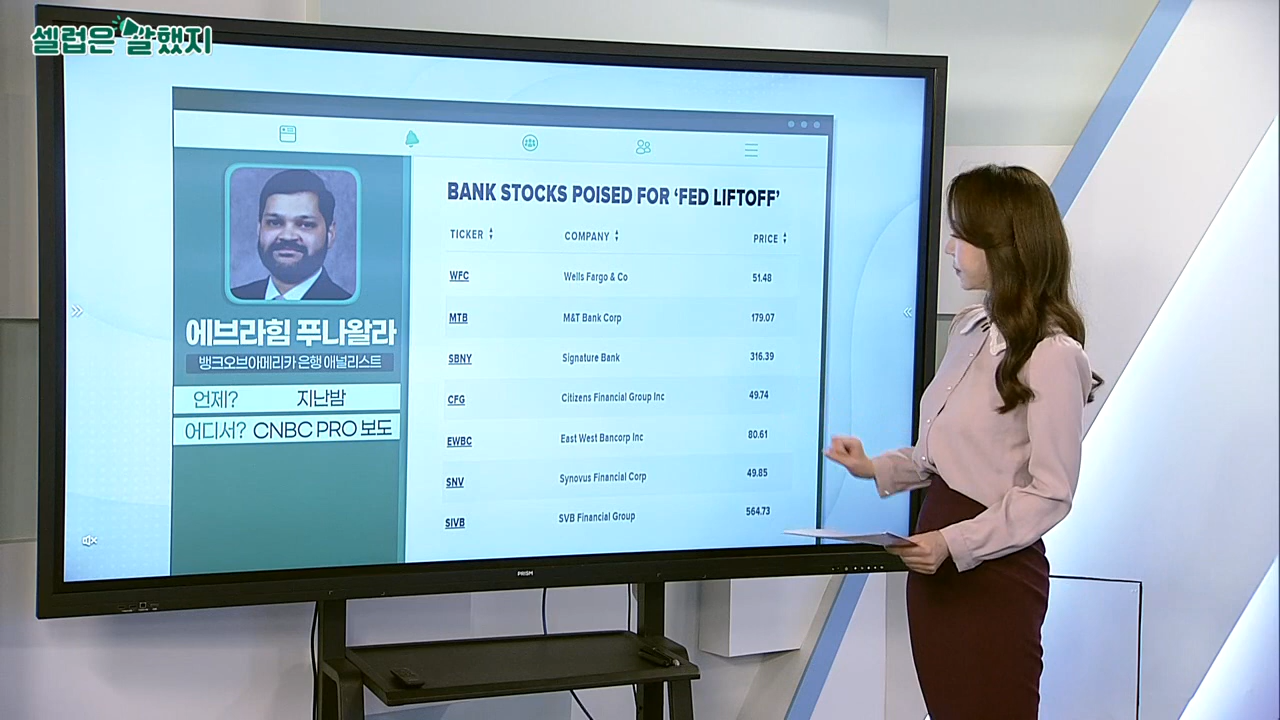 셀럽은 말했지
에브라힘 푸나왈라
뱅크오브아메리카 은행 애널리스트
언제? 지난밤
어디서? CNBC PRO 보도
BANK STOCKS POISED FOR ‘FED LIFTOFF’
TICKER COMPANY PRICE
WFC Wells Fargo & Co 51.48
MTB M&T Bank Corp 179.07
SBNY Signature Bank 316.39
CFG Citizens Financial Group Inc 49.74
EWBC East West Bancorp Inc 80.61
SNV Synovus Financial Corp 49.85
SIVB SVB Financial Group 564.73
PRISM